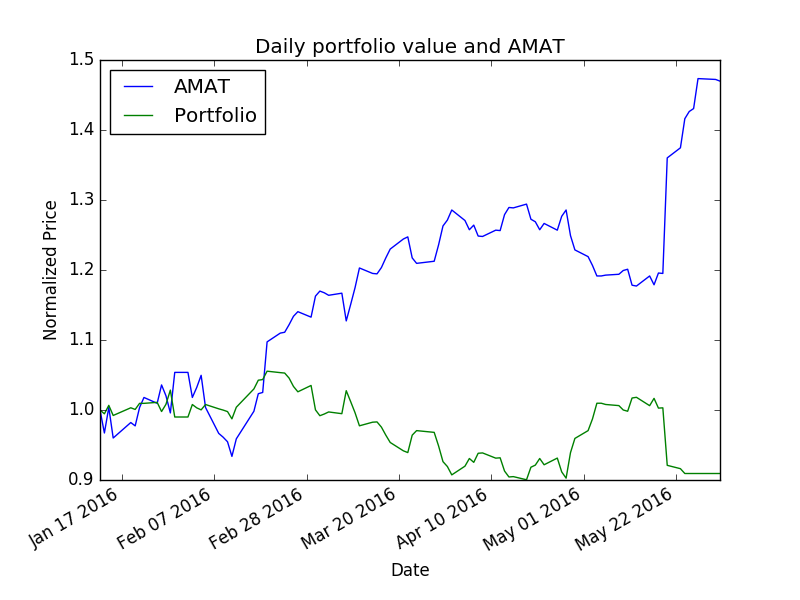 Daily portfolio value and AMAT
AMAT
Portfolio
1.5
1.4
1.3
1.2
1.1
1.0
0.9
Normalized Price
Jan 17 2016
Feb 07 2016
Feb 28 2016
Mar 20 2016
Apr 10 2016
May 01 2016
May 22 2016
Date